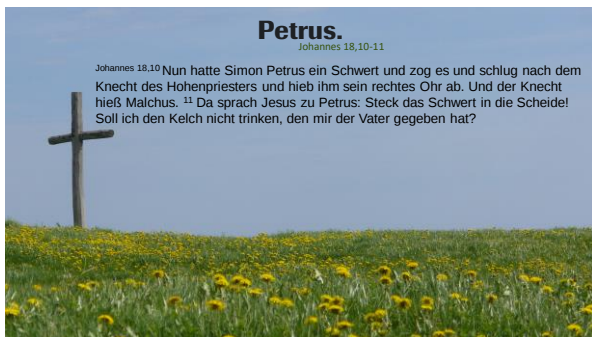 Petrus.
Johannes 18,10-11
Johannes 18,10 Nun hatte Simon Petrus ein Schwert und zog es und schlug nach dem
Knecht des Hohenpriesters und hieb ihm sein rechtes Ohr ab. Und der Knecht
hieß Malchus. 11 Da sprach Jesus zu Petrus: Steck das Schwert in die Scheide!
Soll ich den Kelch nicht trinken, den mir der Vater gegeben hat?